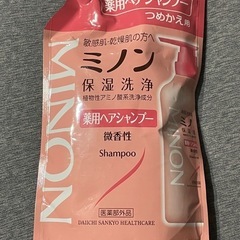 薬用ヘアシャンプー
つめかえ用
敏感肌・乾燥肌の方へ
ミノン
保湿洗浄
植物性アミノ酸系洗浄成分
薬用ヘアシャンプー
微香性
Shampoo
医薬部外品
DAIICHI SANKYO HEALTHCARE
MINON
MINON